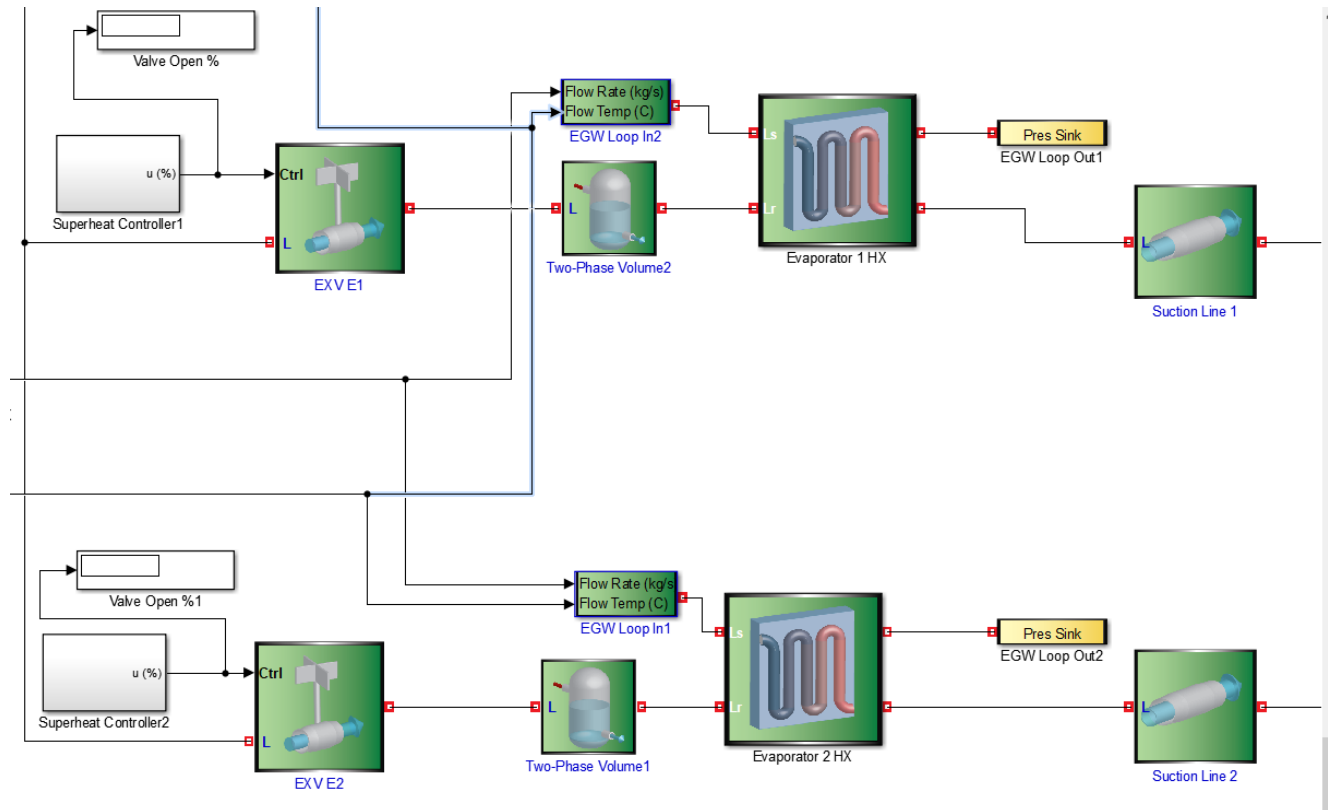 Valve Open %
Flow Rate (kg/s)
Flow Temp (C)
EGW Loop In2
Pres Sink
EGW Loop Out1
u (%)
Superheat Controller1
Ctrl
L
EXV E1
L
Two-Phase Volume2
Ls
Lr
Evaporator 1 HX
L
Suction Line 1
Valve Open %1
Flow Rate (kg/s
Flow Temp (C)
EGW Loop In1
Pres Sink
EGW Loop Out2
u (%)
Superheat Controller2
Ctrl
L
EXV E2
L
Two-Phase Volume1
Ls
Lr
Evaporator 2 HX
L
Suction Line 2